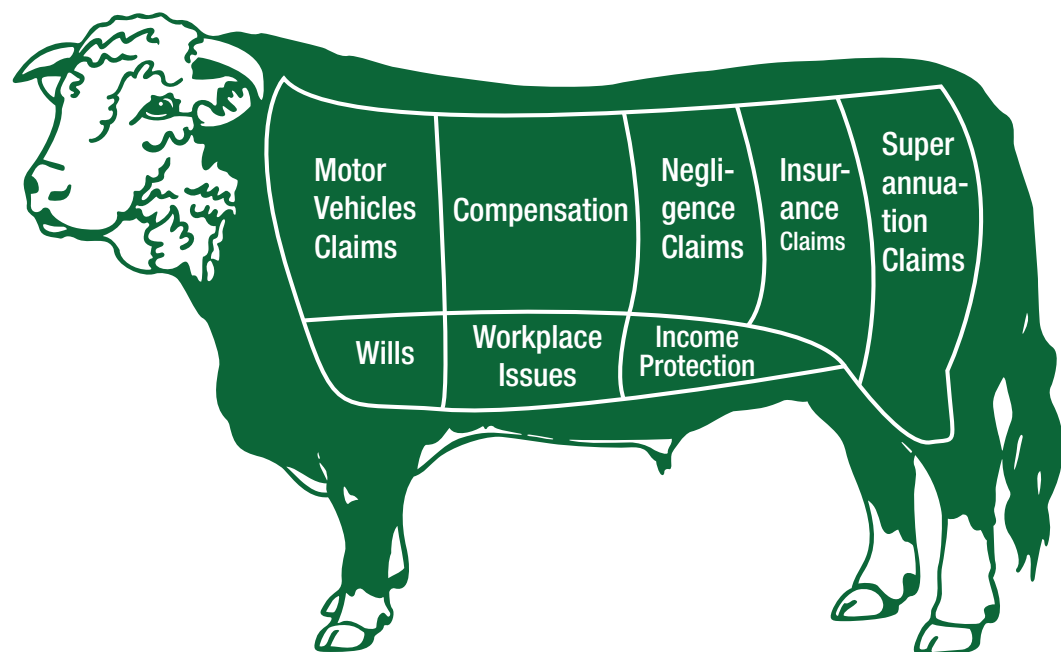 Motor
Vehicles
Claims
Compensation
Negli-
gence
Claims
Insur-
ance
Claims
Super
annua-
tion
Claims
Wills
Workplace
Issues
Income
Protection